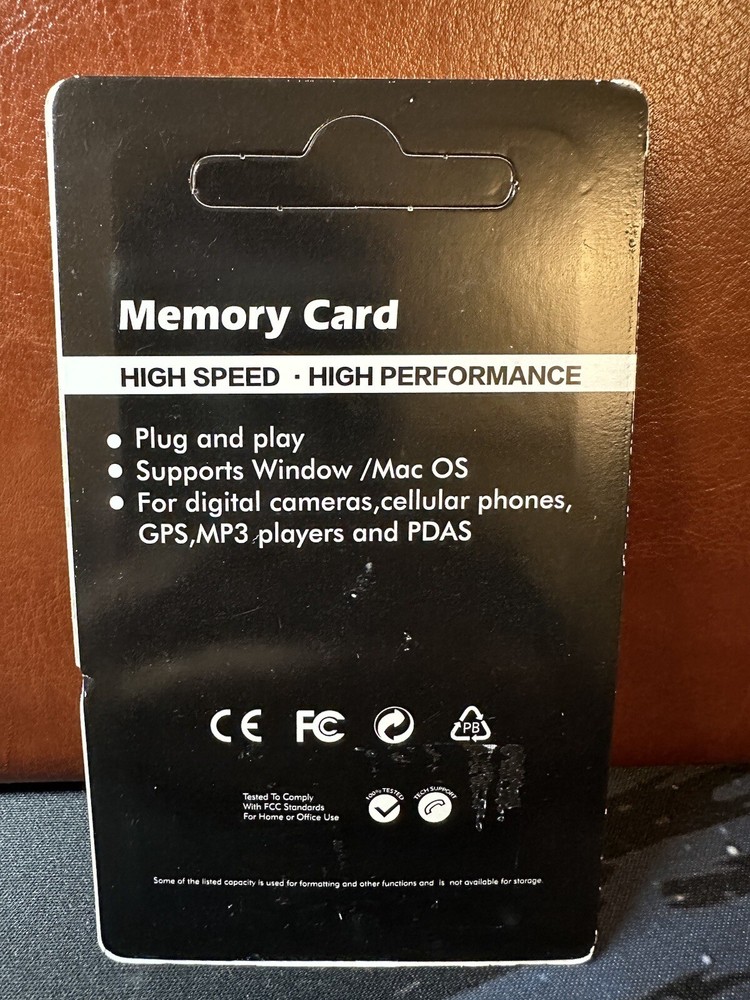 Memory Card
HIGH SPEED · HIGH PERFORMANCE
● Plug and play
● Supports Window /Mac OS
● For digital cameras,cellular phones,
GPS,MP3 players and PDAS
CE FC PB
Tested To Comply
With FCC Standards
For Home or Office Use
100% TESTED
TECH SUPPORT
Some of the listed capacity is used for formatting and other functions and is not available for storage.